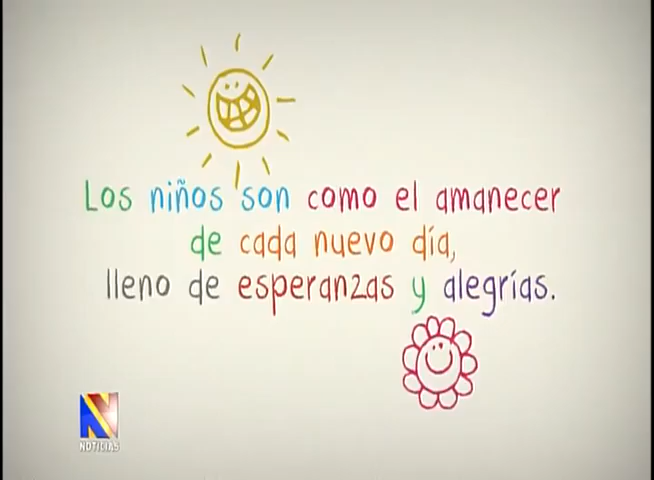 Los niños son como el amanecer
de cada nuevo día,
lleno de esperanzas y alegrías.
N
NOTICIAS